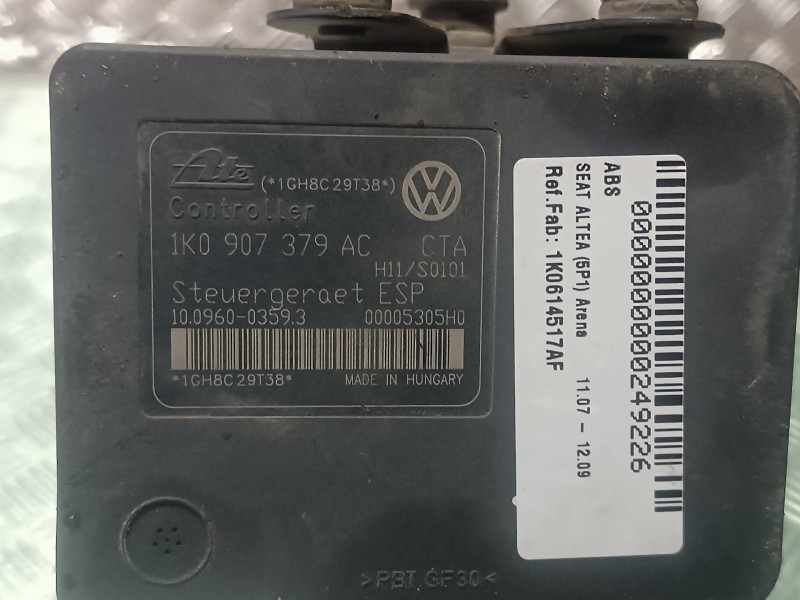 Ate (*1GH8C29T38*)
Controller
1K0 907 379 AC CTA
H11/S0101
Steuergeraet ESP
10.0960-0359.3 00005305H0
*1GH8C29T38* MADE IN HUNGARY
>PBT GF30<
0000000000249226
ABS
SEAT ALTEA (5P1) Arena 11.07 - 12.09
Ref.Fab: 1K0614517AF